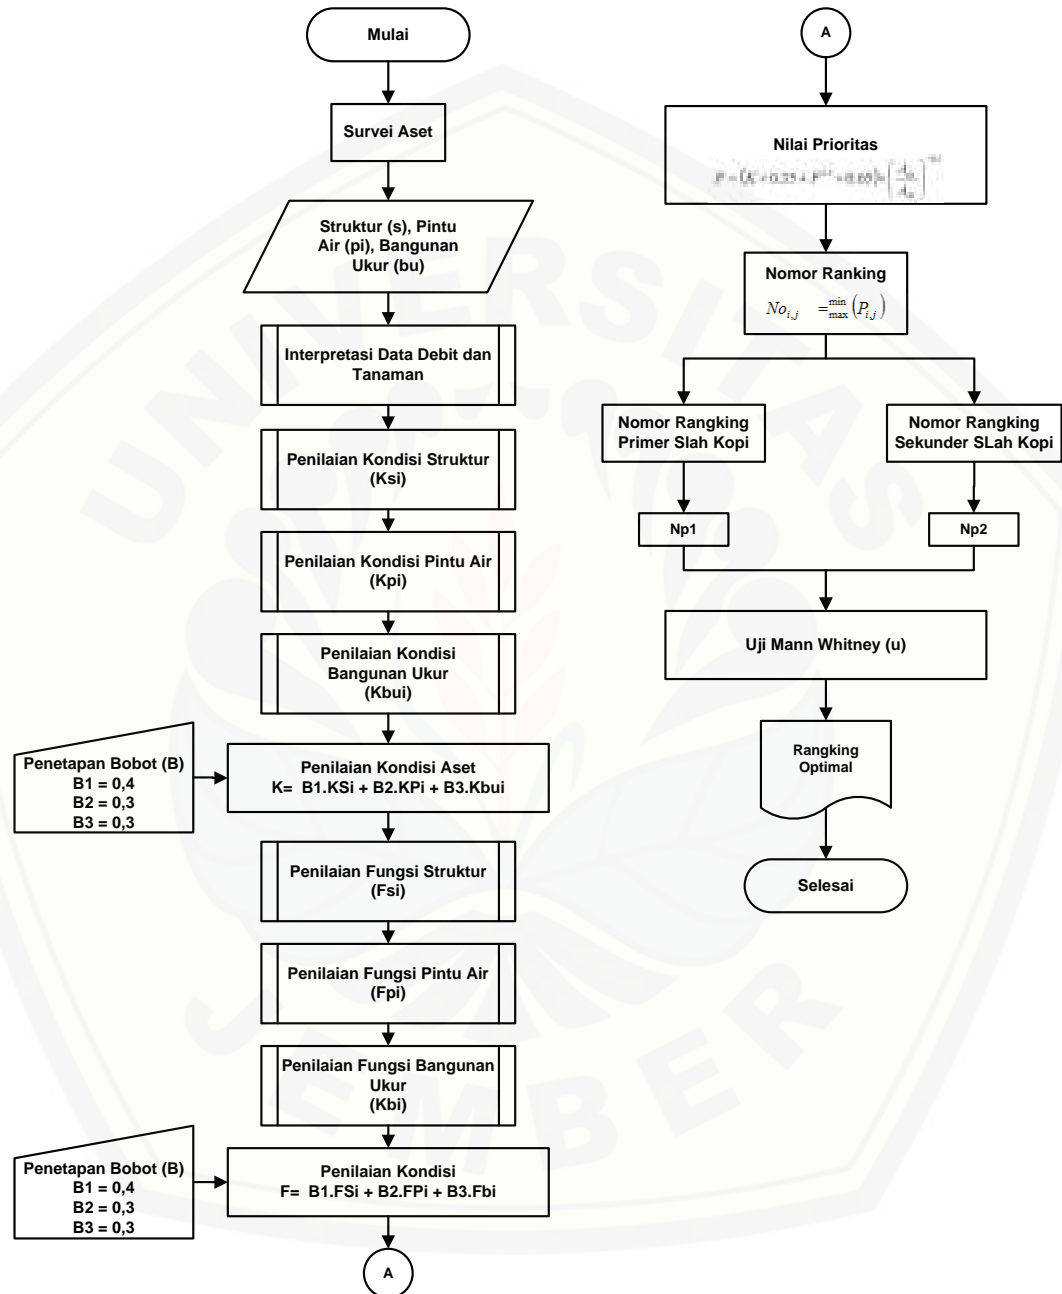 Mulai
Survei Aset
Struktur (s), Pintu
Air (pi), Bangunan
Ukur (bu)
Interpretasi Data Debit dan
Tanaman
Penilaian Kondisi Struktur
(Ksi)
Penilaian Kondisi Pintu Air
(Kpi)
Penilaian Kondisi
Bangunan Ukur
(Kbui)
Penetapan Bobot (B)
B1 = 0,4
B2 = 0,3
B3 = 0,3
Penilaian Kondisi Aset
K= B1.KSi + B2.KPi + B3.Kbui
Penilaian Fungsi Struktur
(Fsi)
Penilaian Fungsi Pintu Air
(Fpi)
Penilaian Fungsi Bangunan
Ukur
(Kbi)
Penetapan Bobot (B)
B1 = 0,4
B2 = 0,3
B3 = 0,3
Penilaian Kondisi
F= B1.FSi + B2.FPi + B3.Fbi
A
A
Nilai Prioritas
Nomor Ranking
No_{i,j} =^{min}_{max} (P_{i,j})
Nomor Rangking
Primer Slah Kopi
Nomor Rangking
Sekunder SLah Kopi
Np1
Np2
Uji Mann Whitney (u)
Rangking
Optimal
Selesai
UNIVERSITAS
JEMBER